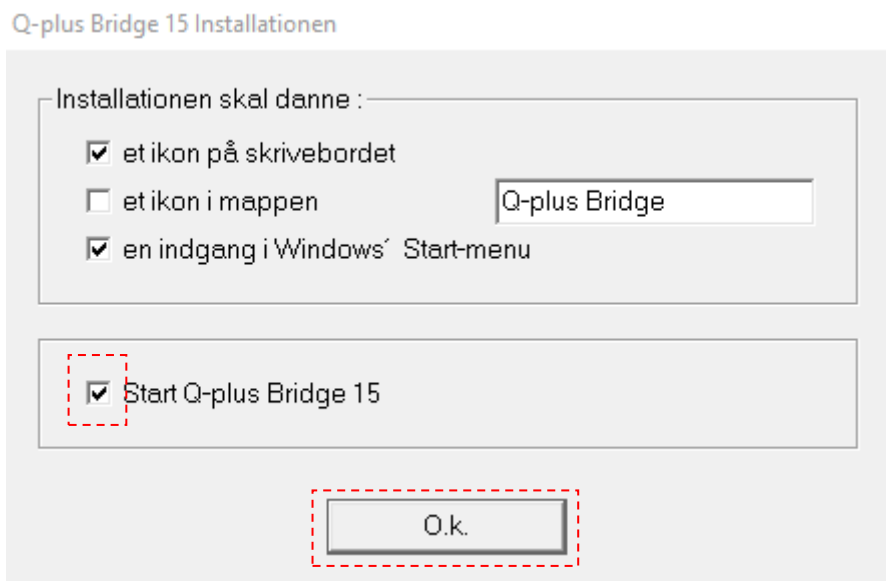 Q-plus Bridge 15 Installationen
Installationen skal danne :
et ikon på skrivebordet
et ikon i mappen Q-plus Bridge
en indgang i Windows´ Start-menu
Start Q-plus Bridge 15
O.k.